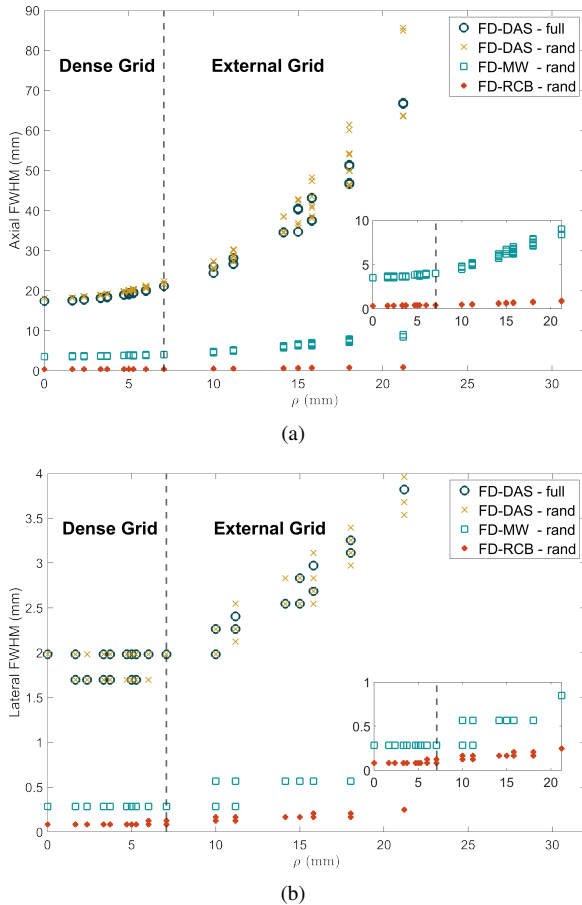 90
80
70
60
50
40
30
20
10
0
Axial FWHM (mm)
Dense Grid
External Grid
FD-DAS - full
FD-DAS - rand
FD-MW - rand
FD-RCB - rand
10
5
0
0 5 10 15 20
0 5 10 15 20 25 30
ρ (mm)
(a)
4
3.5
3
2.5
2
1.5
1
0.5
0
Lateral FWHM (mm)
Dense Grid
External Grid
FD-DAS - full
FD-DAS - rand
FD-MW - rand
FD-RCB - rand
1
0.5
0
0 5 10 15 20
0 5 10 15 20 25 30
ρ (mm)
(b)